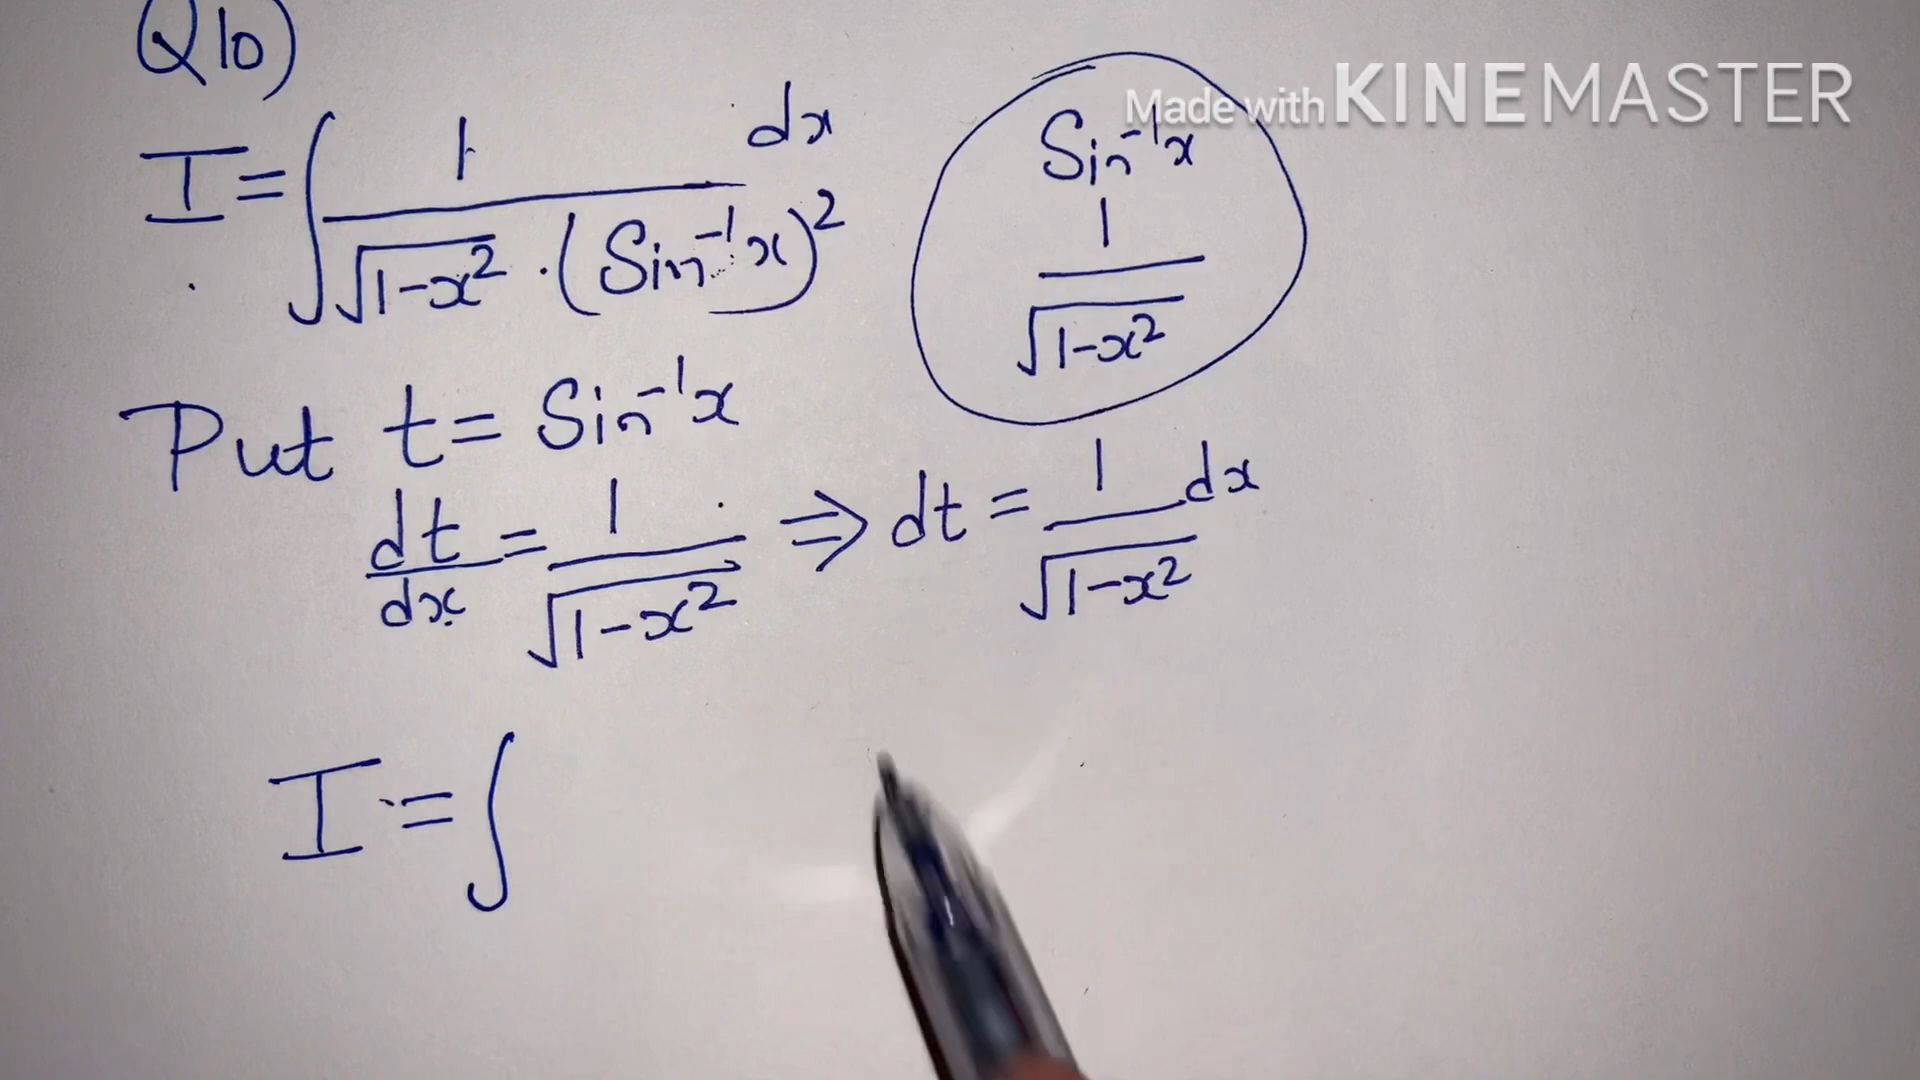 Q10)
Made with KINEMASTER
I = ∫ 1 / √(1-x²) · (Sin⁻¹x)² dx
Sin⁻¹x
1 / √(1-x²)
Put t = Sin⁻¹x
dt/dx = 1 / √(1-x²) ⇒ dt = 1 / √(1-x²) dx
I = ∫